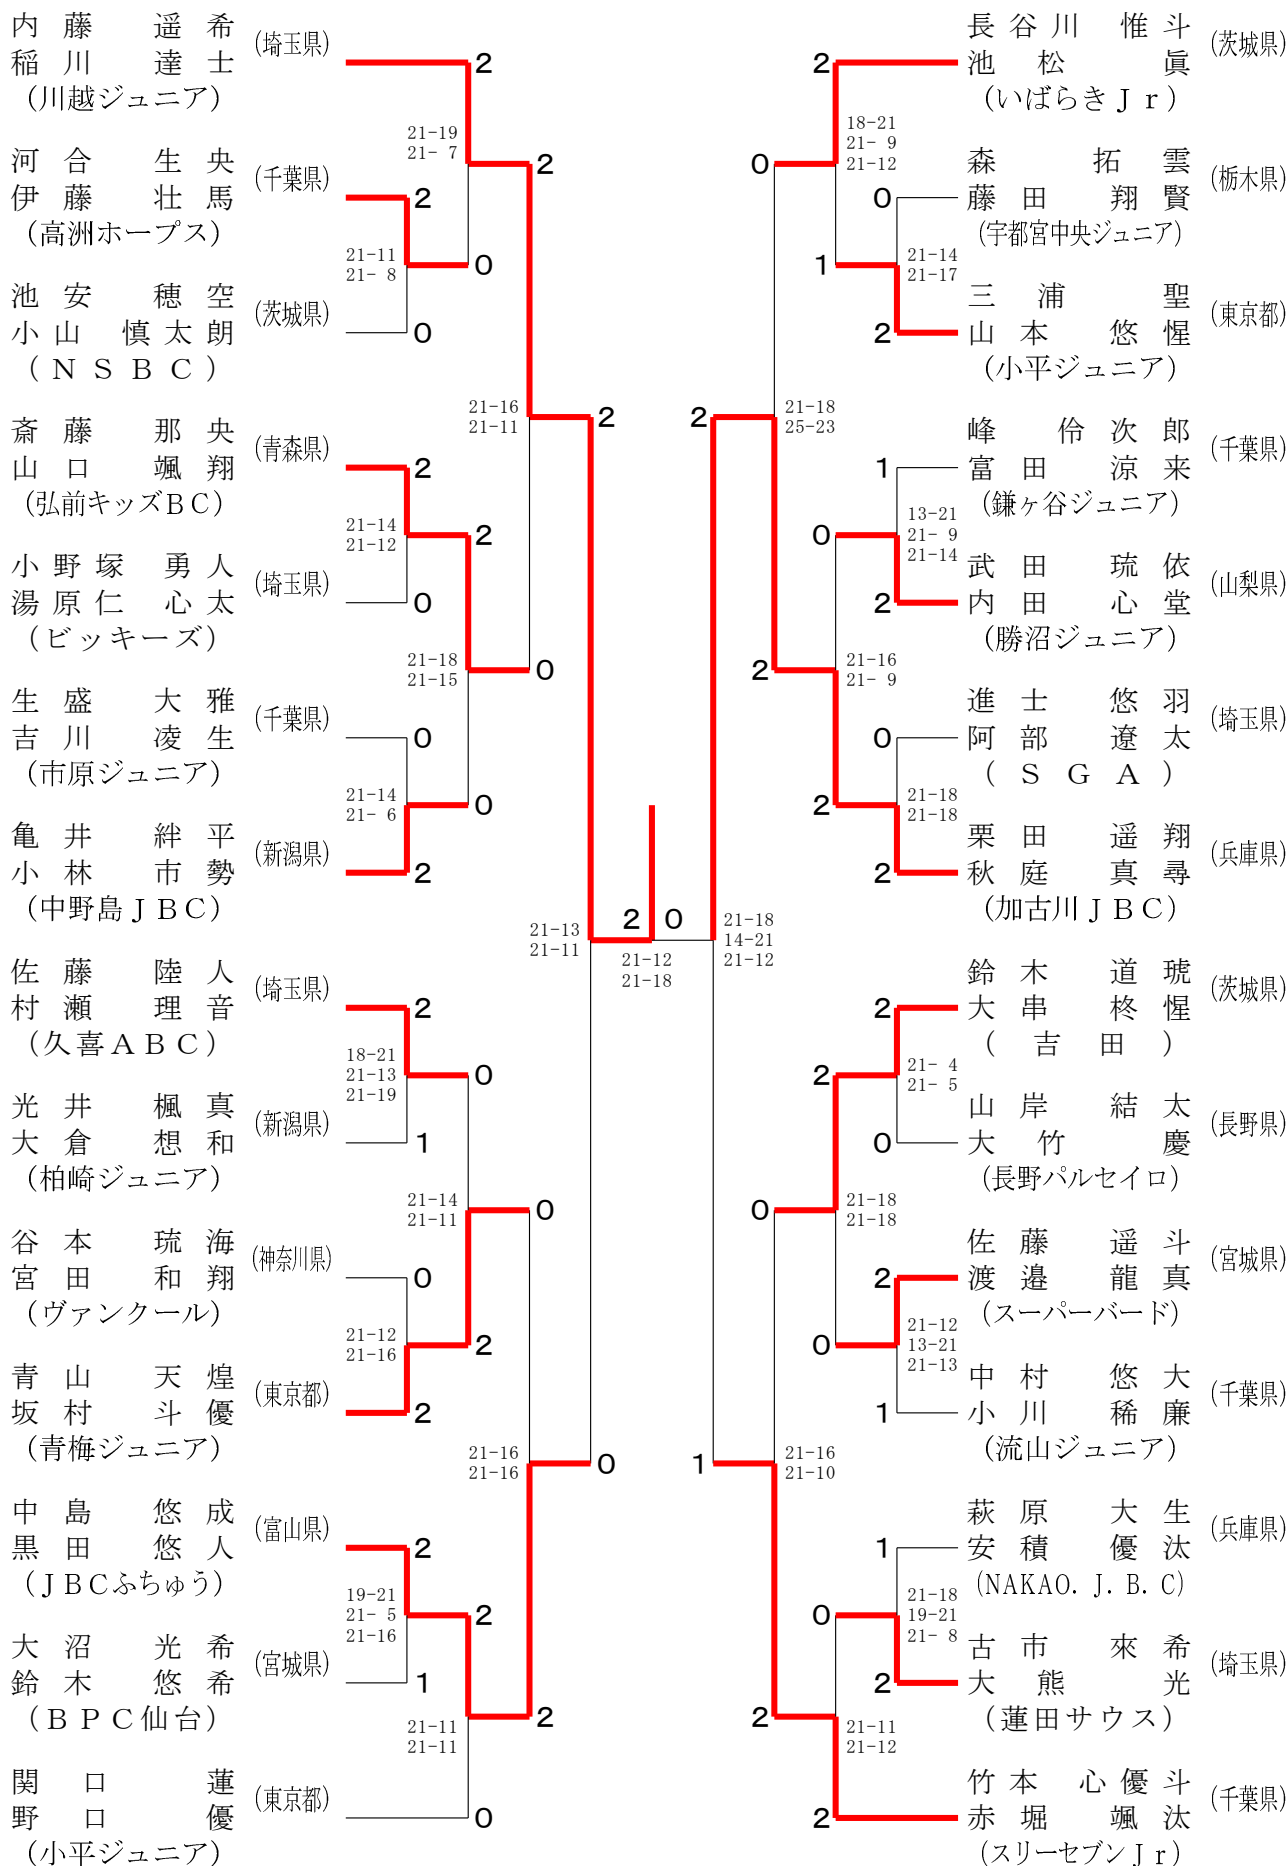 内藤 遥希
稲川 達士
(川越ジュニア)
(埼玉県)
2
21-19
21- 7
2
河合 生央
伊藤 壮馬
(高洲ホープス)
(千葉県)
2
21-11
21- 8
0
池安 穂空
小山 慎太朗
(NSBC)
(茨城県)
0
21-16
21-11
2
斎藤 那央
山口 颯翔
(弘前キッズBC)
(青森県)
2
21-14
21-12
2
小野塚 勇人
湯原仁 心太
(ビッキーズ)
(埼玉県)
0
21-18
21-15
0
生盛 大雅
吉川 凌生
(市原ジュニア)
(千葉県)
0
21-14
21- 6
0
亀井 絆平
小林 市勢
(中野島JBC)
(新潟県)
2
21-13
21-11
2 0
21-12
21-18
佐藤 陸人
村瀬 理音
(久喜ABC)
(埼玉県)
2
18-21
21-13
21-19
0
光井 楓真
大倉 想和
(柏崎ジュニア)
(新潟県)
1
21-14
21-11
0
谷本 琉海
宮田 和翔
(ヴァンクール)
(神奈川県)
0
21-12
21-16
2
青山 天煌
坂村 斗優
(青梅ジュニア)
(東京都)
2
21-16
21-16
0
中島 悠成
黒田 悠人
(JBCふちゅう)
(富山県)
2
19-21
21- 5
21-16
2
大沼 光希
鈴木 悠希
(BPC仙台)
(宮城県)
1
21-11
21-11
2
関口 蓮
野口 優
(小平ジュニア)
(東京都)
0
長谷川 惟斗
池松 眞
(いばらきJr)
(茨城県)
2
18-21
21- 9
21-12
0
森 拓雲
藤田 翔賢
(宇都宮中央ジュニア)
(栃木県)
0
21-14
21-17
1
三浦 聖
山本 悠惺
(小平ジュニア)
(東京都)
2
21-18
25-23
2
峰 伶次郎
富田 涼来
(鎌ヶ谷ジュニア)
(千葉県)
1
13-21
21- 9
21-14
0
武田 琉依
内田 心堂
(勝沼ジュニア)
(山梨県)
2
21-16
21- 9
2
進士 悠羽
阿部 遼太
(SGA)
(埼玉県)
0
21-18
21-18
2
栗田 遥翔
秋庭 真尋
(加古川JBC)
(兵庫県)
2
21-18
14-21
21-12
鈴木 道琥
大串 柊惺
(吉田)
(茨城県)
2
21- 4
21- 5
2
山岸 結太
大竹 慶
(長野パルセイロ)
(長野県)
0
21-18
21-18
0
佐藤 遥斗
渡邉 龍真
(スーパーバード)
(宮城県)
2
21-12
13-21
21-13
0
中村 悠大
小川 稀廉
(流山ジュニア)
(千葉県)
1
21-16
21-10
1
萩原 大生
安積 優汰
(NAKAO.J.B.C)
(兵庫県)
1
21-18
19-21
21- 8
0
古市 來希
大熊 光
(蓮田サウス)
(埼玉県)
2
21-11
21-12
2
竹本 心優斗
赤堀 颯汰
(スリーセブンJr)
(千葉県)
2